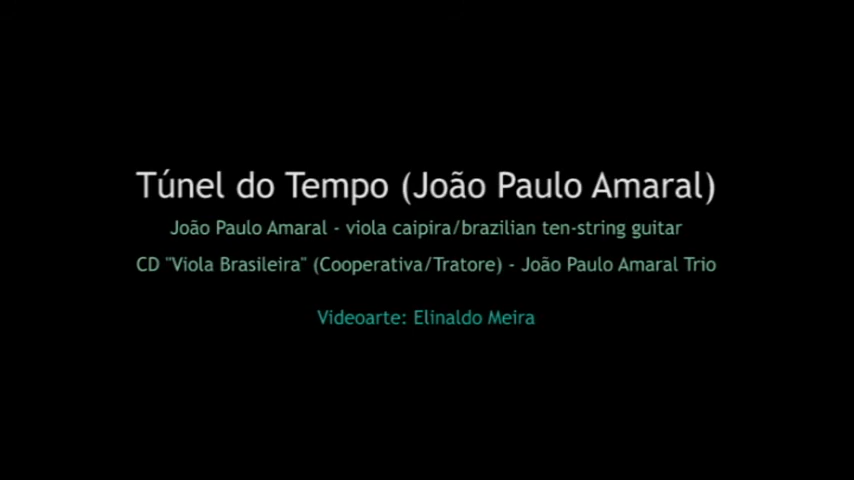 Túnel do Tempo (João Paulo Amaral)
João Paulo Amaral - viola caipira/brazilian ten-string guitar
CD "Viola Brasileira" (Cooperativa/Tratore) - João Paulo Amaral Trio
Videoarte: Elinaldo Meira